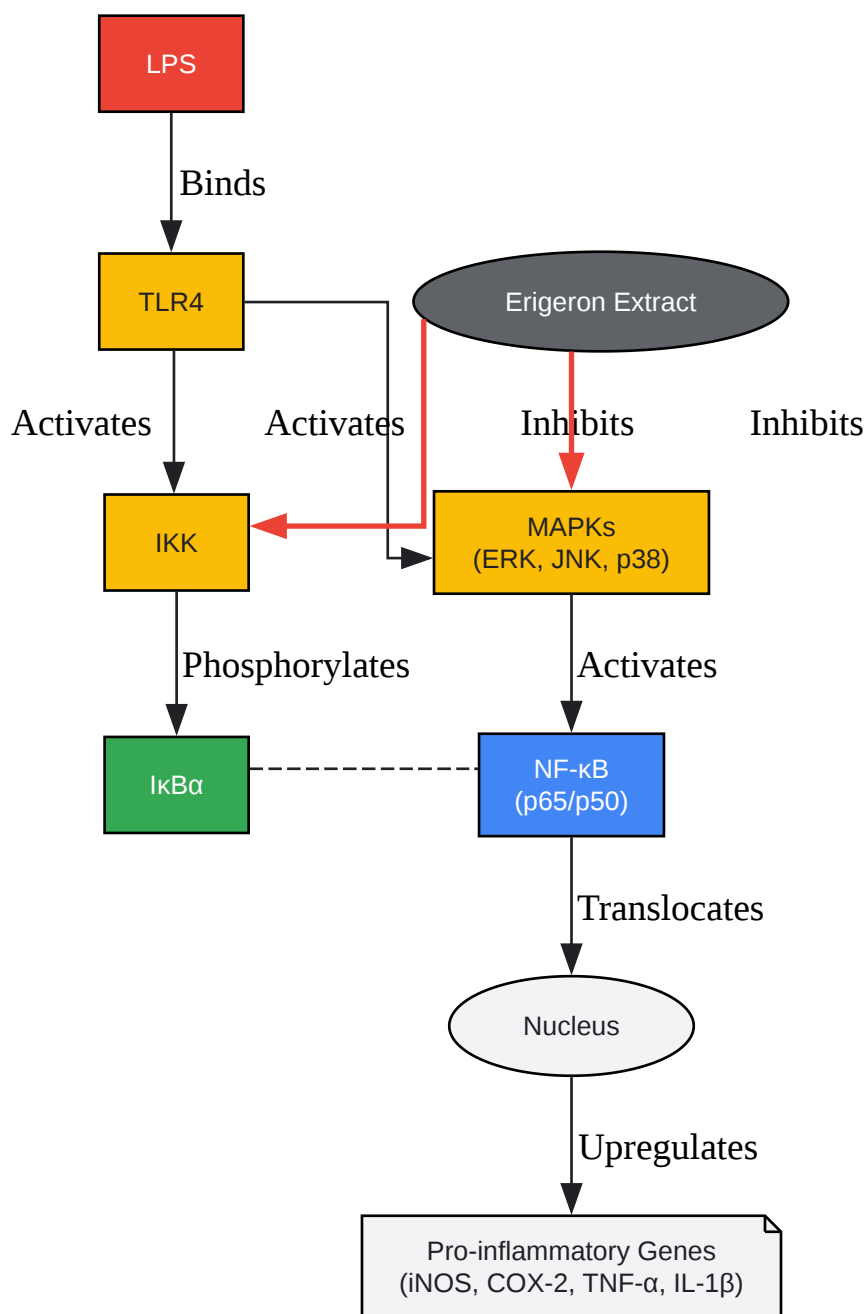 LPS
Binds
TLR4
Erigeron Extract
Activates
Activates
Inhibits
Inhibits
IKK
MAPKs
(ERK, JNK, p38)
Phosphorylates
Activates
IκBα
NF-κB
(p65/p50)
Translocates
Nucleus
Upregulates
Pro-inflammatory Genes
(iNOS, COX-2, TNF-α, IL-1β)